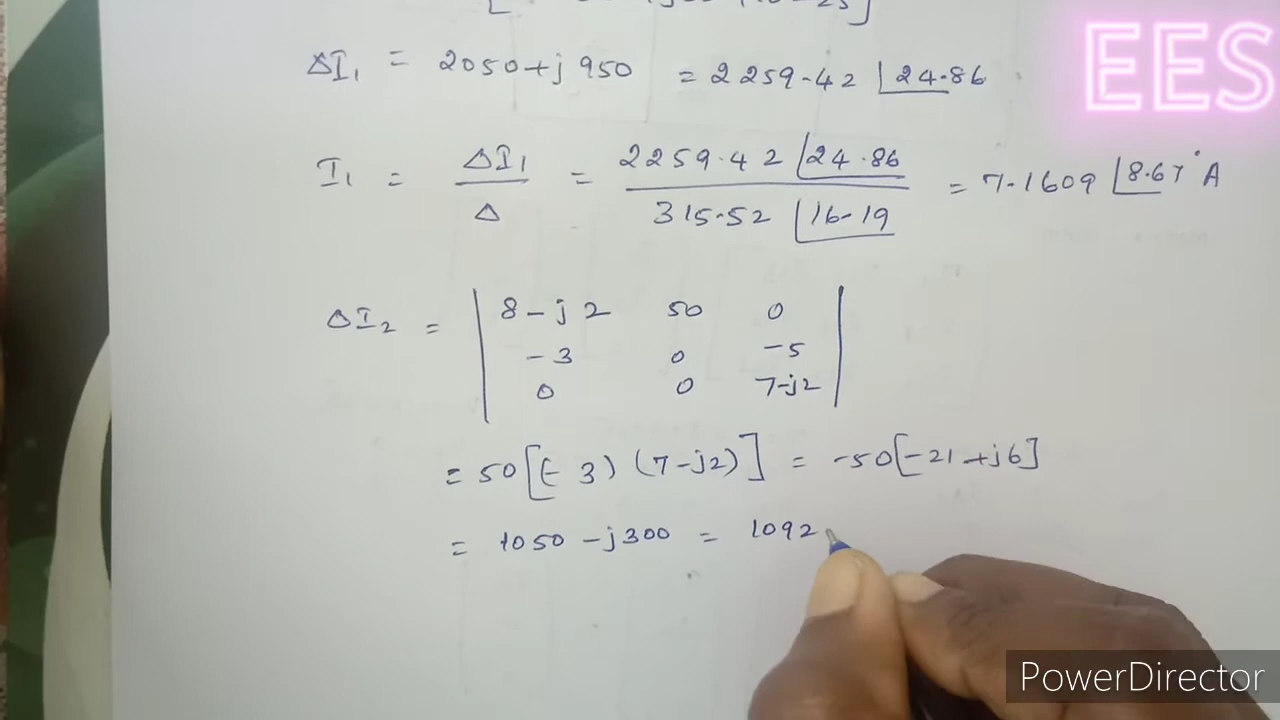 EES
ΔI₁ = 2050+j 950 = 2259.42 ∠24.86
I₁ = ΔI₁ / Δ = 2259.42 ∠24.86 / 315.52 ∠16.19 = 7.1609 ∠8.67° A
ΔI₂ = | 8-j2 50 0 |
| -3 0 -5 |
| 0 0 7-j2 |
= 50[(-3)(7-j2)] = -50[-21+j6]
= 1050 - j300 = 1092
PowerDirector